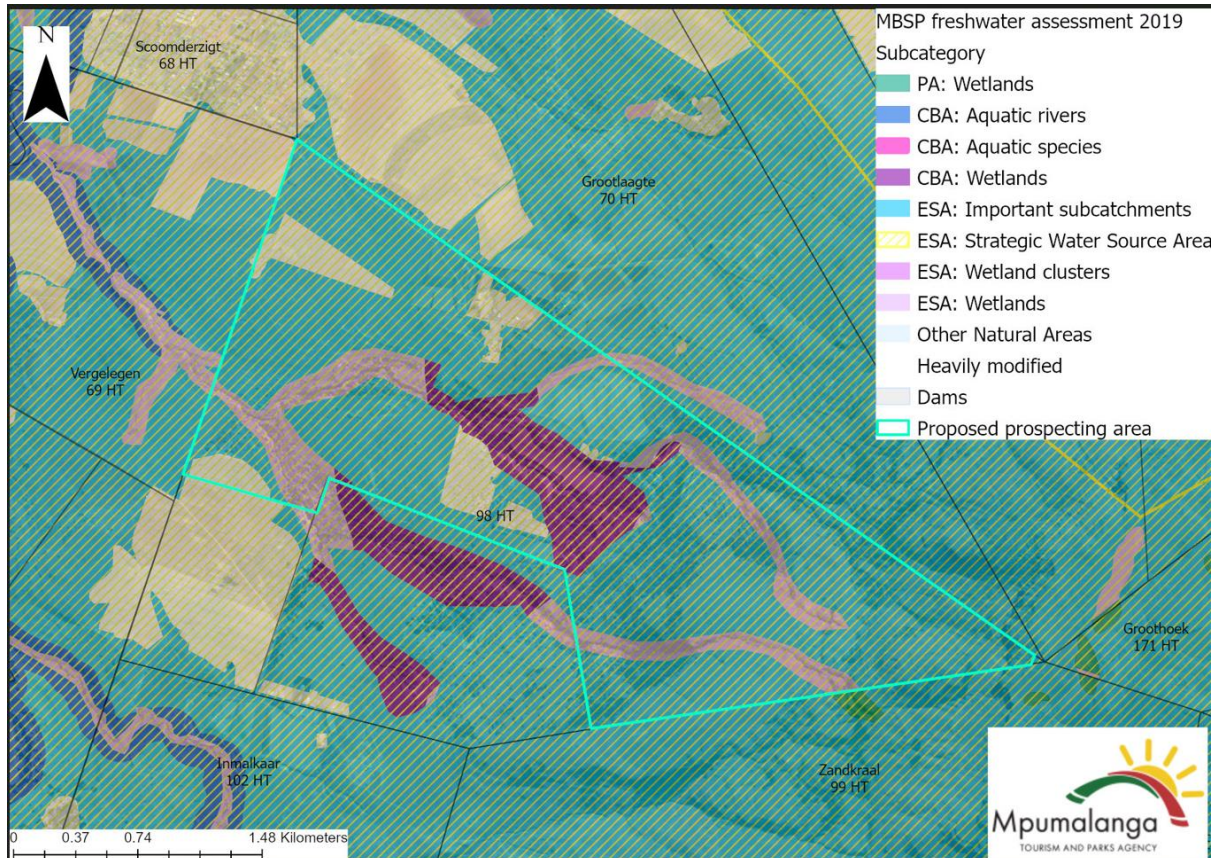 N
Scoomderzigt
68 HT
Grootlaagte
70 HT
Vergelegen
69 HT
98 HT
Groothoek
171 HT
Inmalkaar
102 HT
Zandkraal
99 HT
MBSP freshwater assessment 2019
Subcategory
PA: Wetlands
CBA: Aquatic rivers
CBA: Aquatic species
CBA: Wetlands
ESA: Important subcatchments
ESA: Strategic Water Source Area
ESA: Wetland clusters
ESA: Wetlands
Other Natural Areas
Heavily modified
Dams
Proposed prospecting area
0 0.37 0.74 1.48 Kilometers
Mpumalanga
TOURISM AND PARKS AGENCY